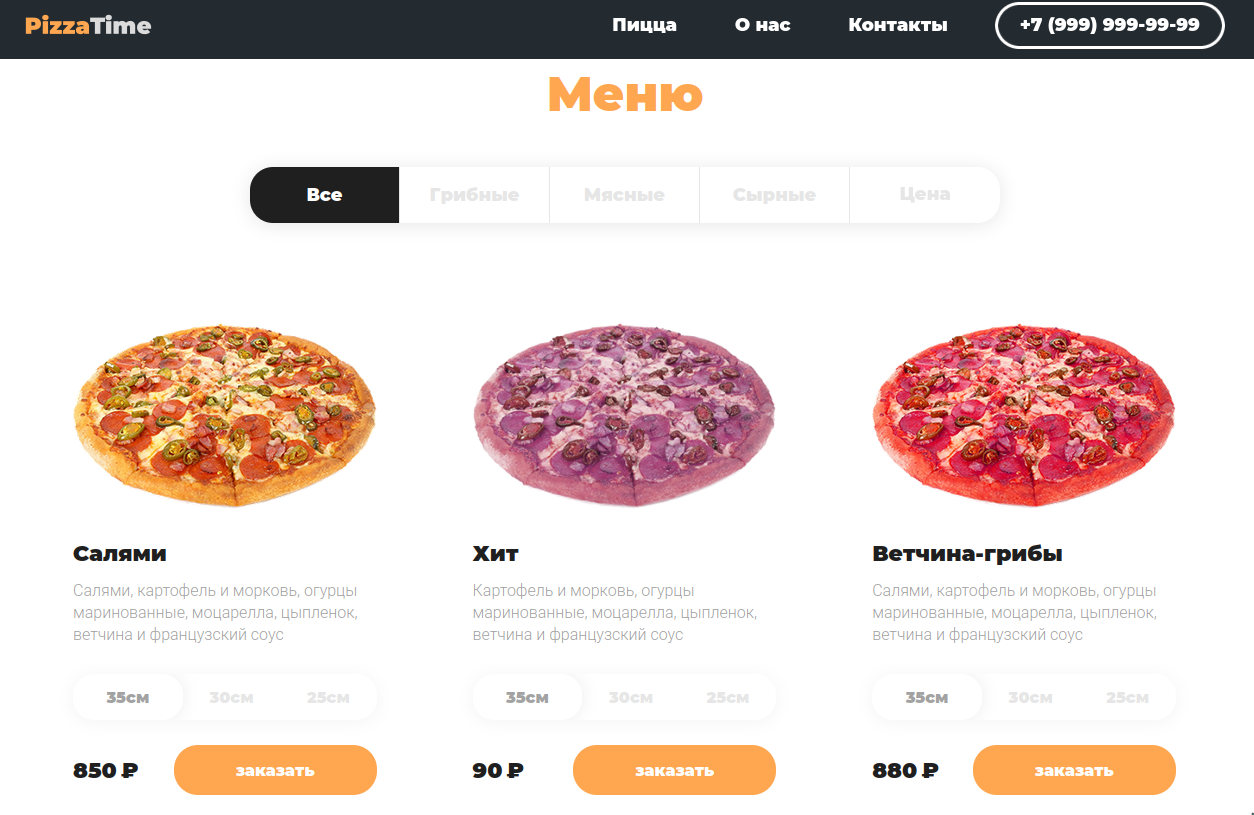 PizzaTime Пицца О нас Контакты +7 (999) 999-99-99
Меню
Все Грибные Мясные Сырные Цена
Салями
Салями, картофель и морковь, огурцы
маринованные, моцарелла, цыпленок,
ветчина и французский соус
35см 30см 25см
850 ₽ заказать
Хит
Картофель и морковь, огурцы
маринованные, моцарелла, цыпленок,
ветчина и французский соус
35см 30см 25см
90 ₽ заказать
Ветчина-грибы
Салями, картофель и морковь, огурцы
маринованные, моцарелла, цыпленок,
ветчина и французский соус
35см 30см 25см
880 ₽ заказать